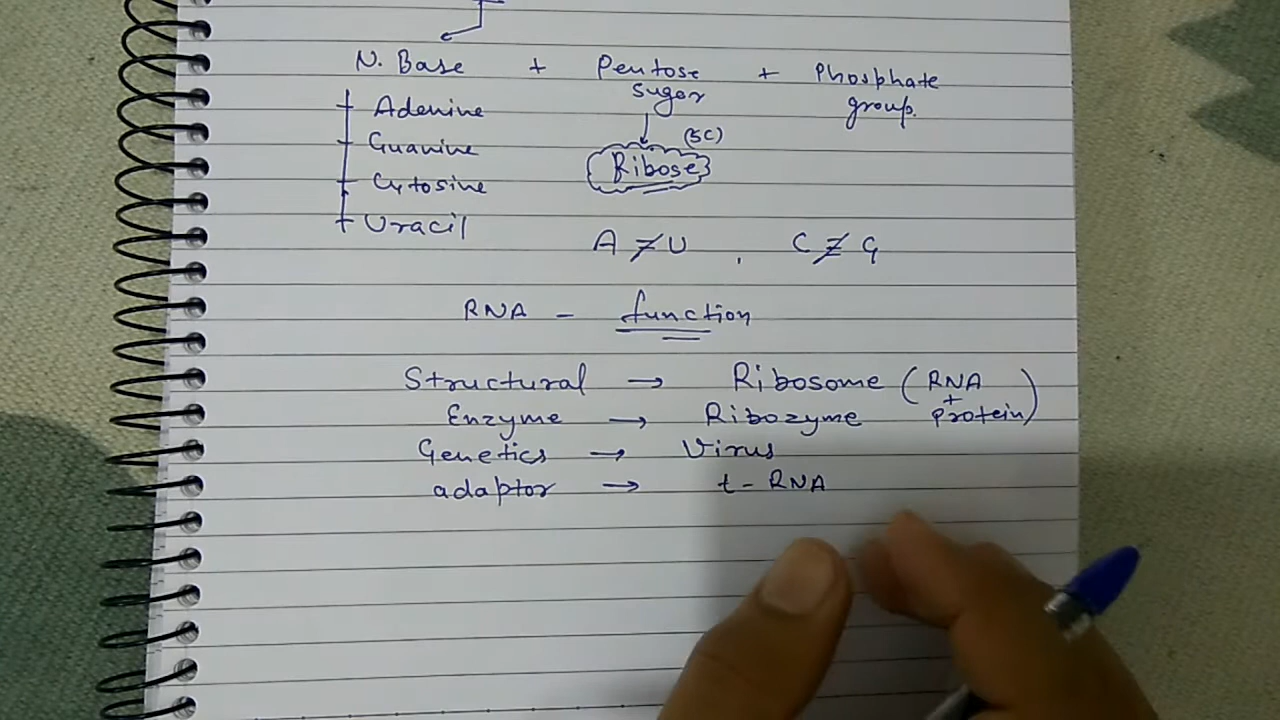 N. Base + Pentose sugar + Phosphate group.
Adenine
Guanine
Cytosine
Uracil
(5C)
Ribose
A ≠ U , C ≢ G
RNA - function
Structural → Ribosome (RNA + protein)
Enzyme → Ribozyme
Genetics → Virus
adaptor → t-RNA